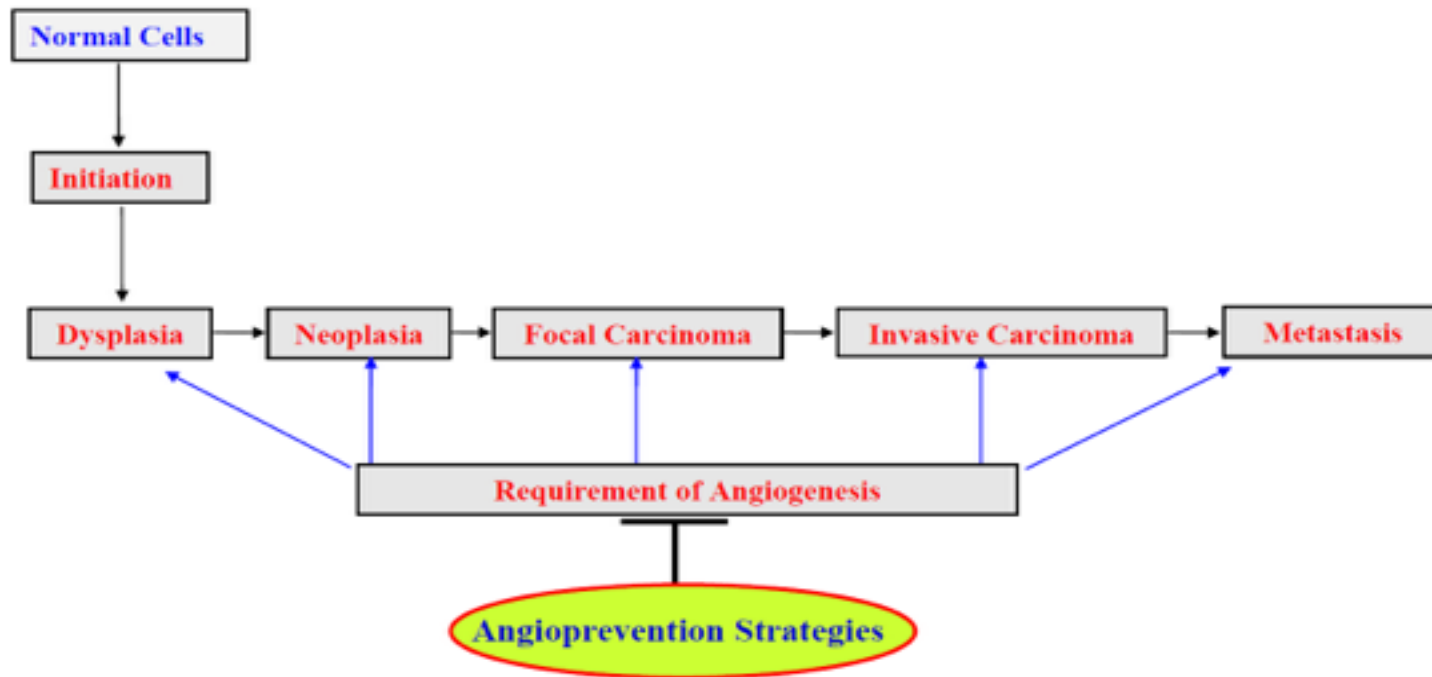 Normal Cells
Initiation
Dysplasia
Neoplasia
Focal Carcinoma
Invasive Carcinoma
Metastasis
Requirement of Angiogenesis
Angioprevention Strategies